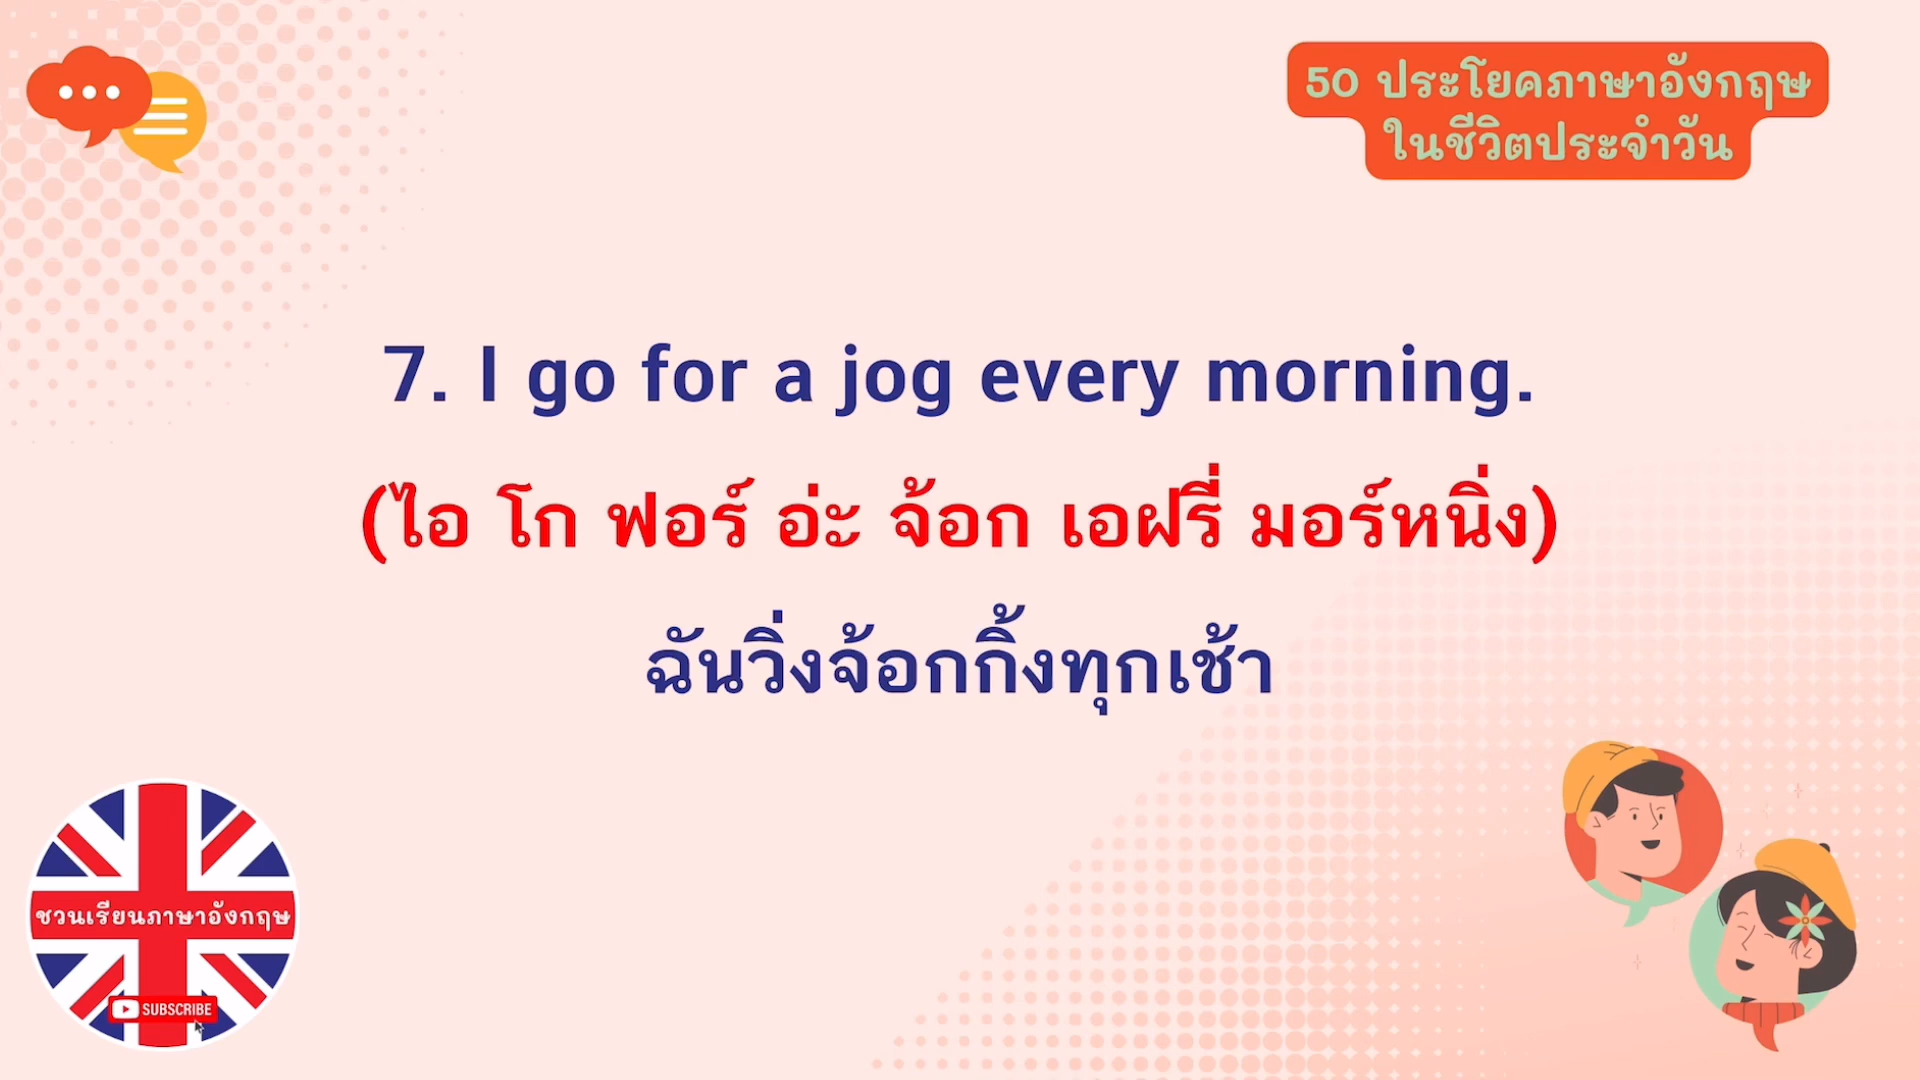 50 ประโยคภาษาอังกฤษ
ในชีวิตประจำวัน
7. I go for a jog every morning.
(ไอ โก ฟอร์ อ่ะ จ้อก เอฝรี่ มอร์หนิ่ง)
ฉันวิ่งจ้อกกิ้งทุกเช้า
ชวนเรียนภาษาอังกฤษ
SUBSCRIBE